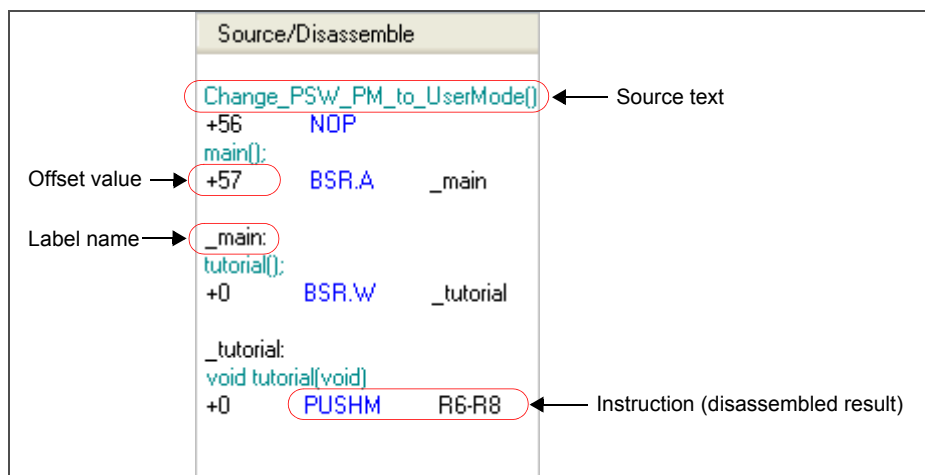 Source/Disassemble
Change_PSW_PM_to_UserMode()
Source text
+56 NOP
main();
Offset value
+57 BSR.A _main
Label name
_main:
tutorial();
+0 BSR.W _tutorial
_tutorial:
void tutorial(void)
+0 PUSHM R6-R8
Instruction (disassembled result)